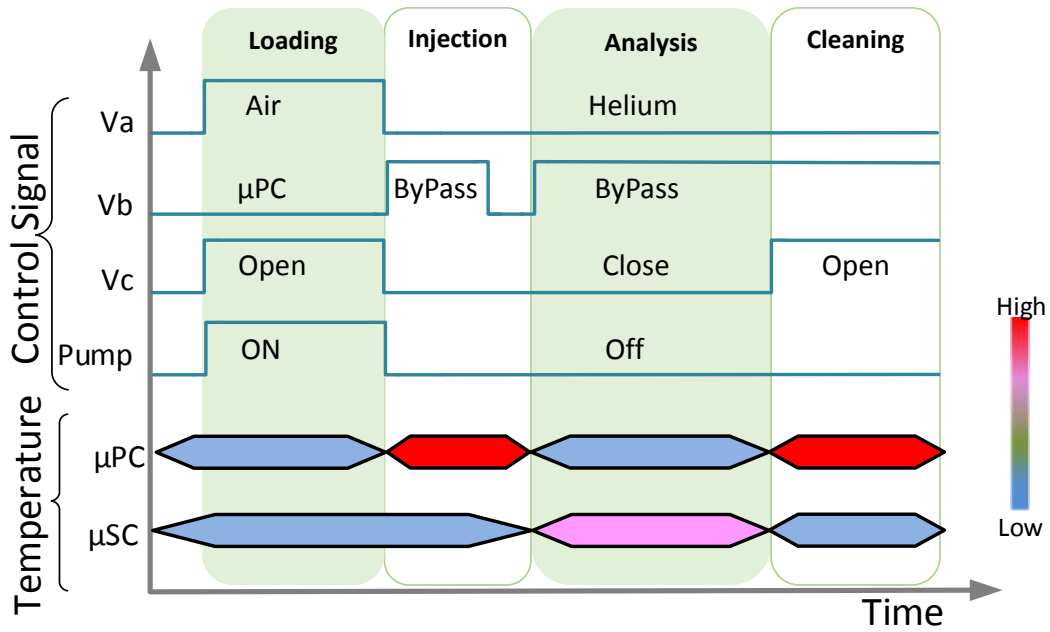 Loading
Injection
Analysis
Cleaning
Control Signal
Va
Air
Helium
Vb
μPC
ByPass
ByPass
Vc
Open
Close
Open
Pump
ON
Off
High
Low
Temperature
μPC
μSC
Time